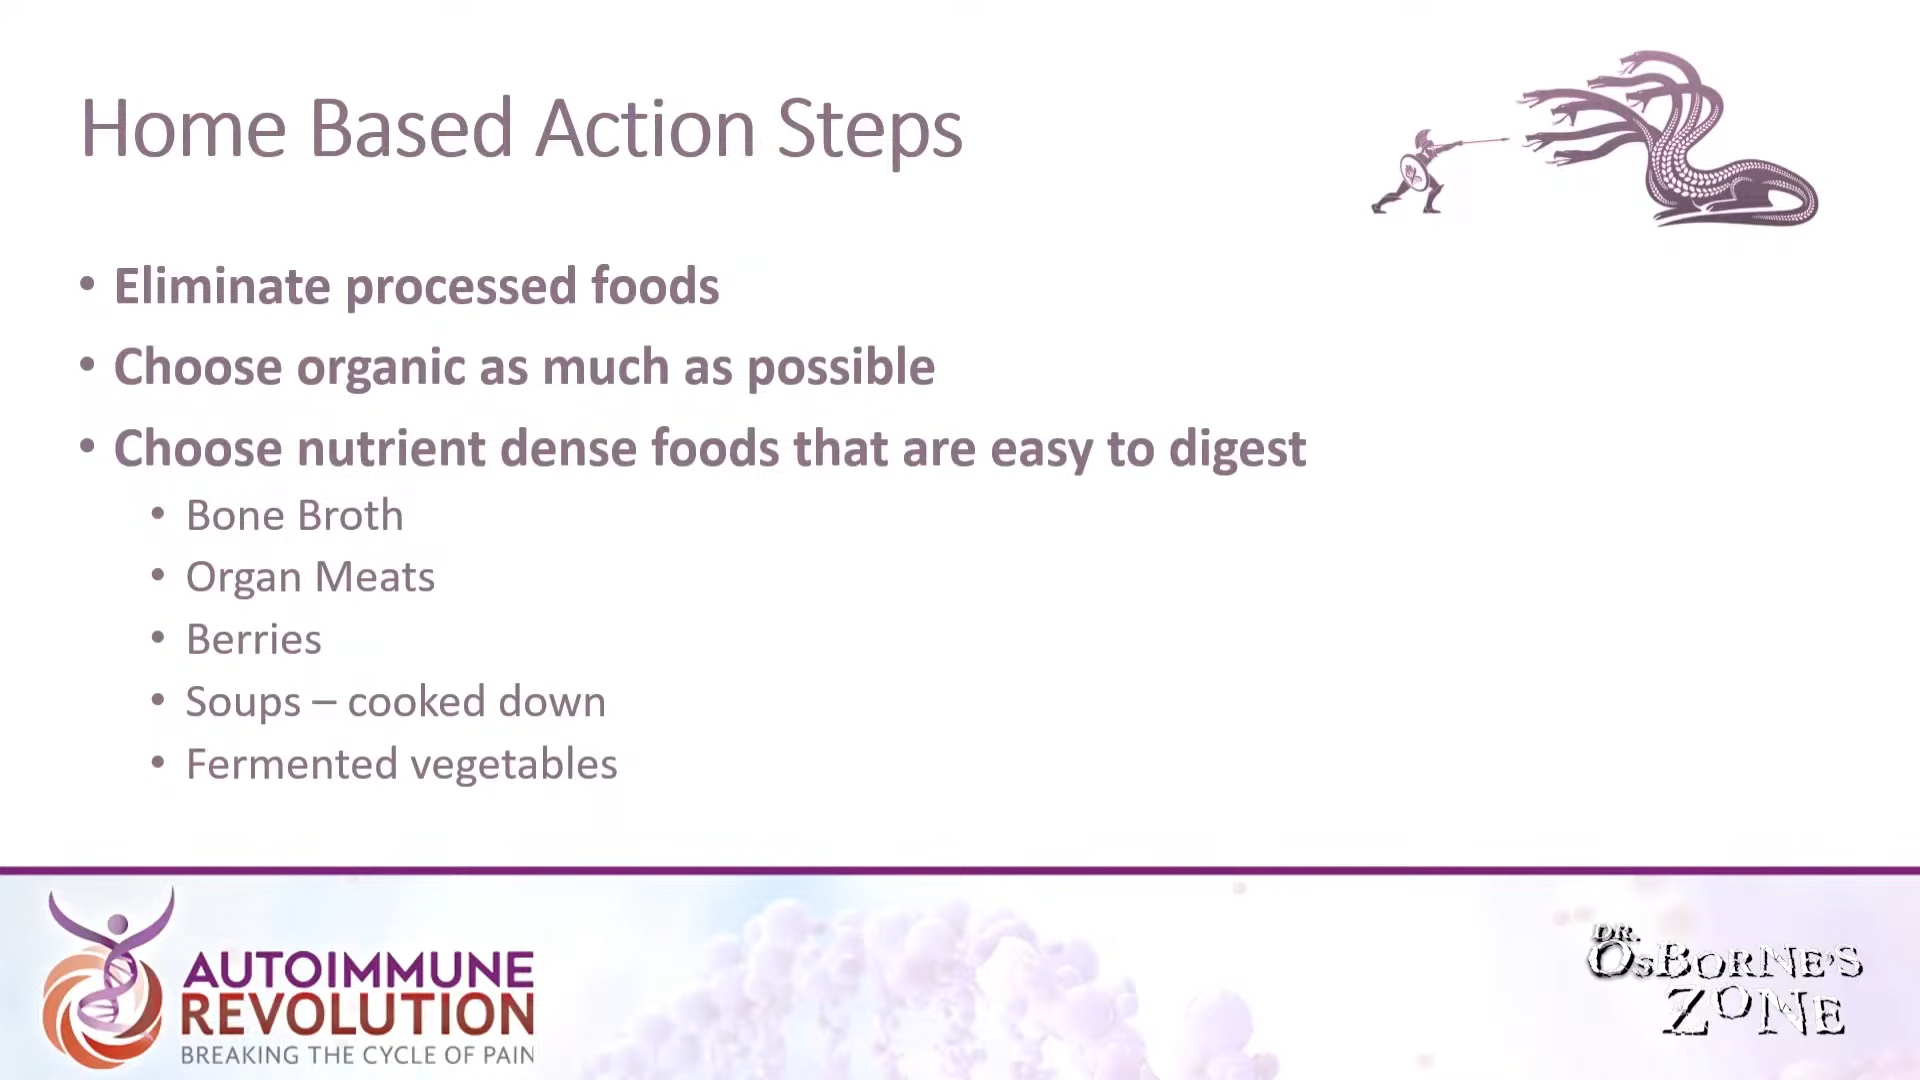 Home Based Action Steps
• Eliminate processed foods
• Choose organic as much as possible
• Choose nutrient dense foods that are easy to digest
• Bone Broth
• Organ Meats
• Berries
• Soups – cooked down
• Fermented vegetables
AUTOIMMUNE
REVOLUTION
BREAKING THE CYCLE OF PAIN
DR.
OSBORNE'S
ZONE